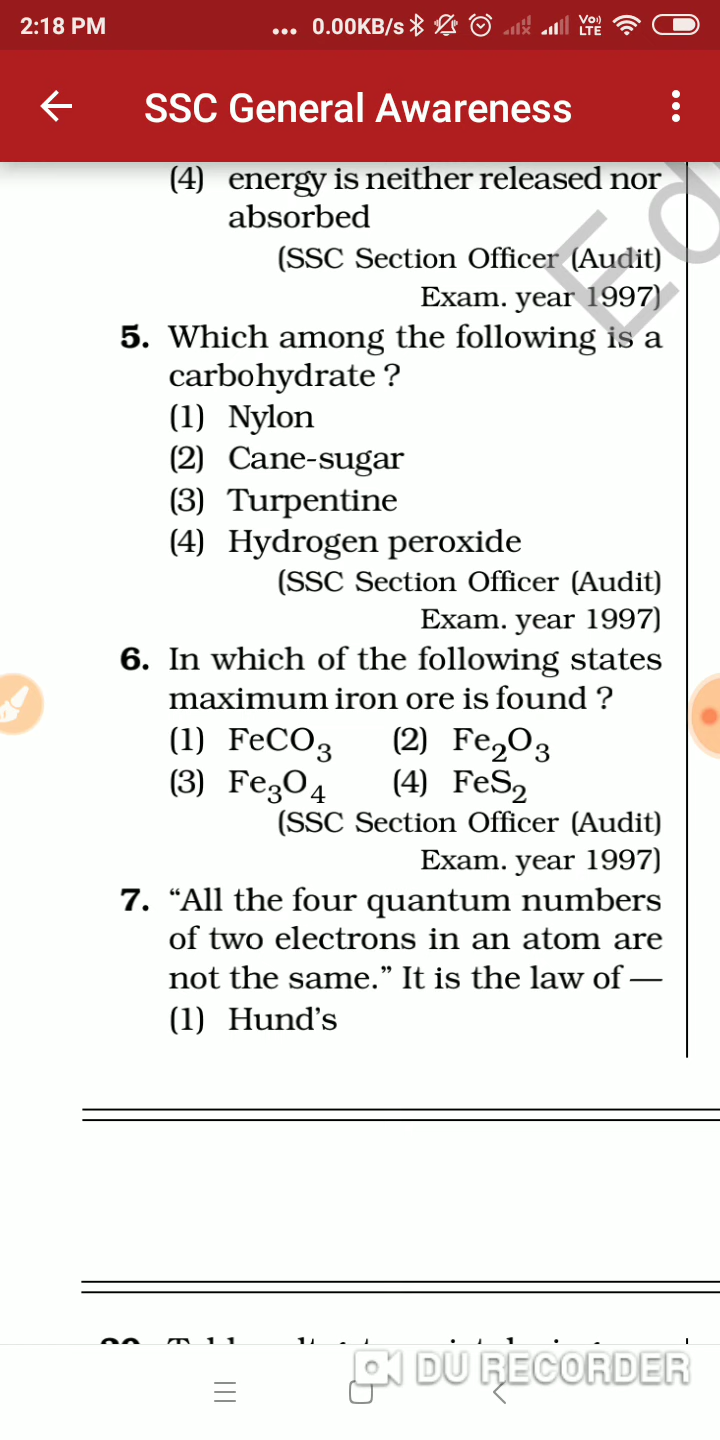 2:18 PM
... 0.00KB/s Vo)) LTE
SSC General Awareness
(4) energy is neither released nor
absorbed
(SSC Section Officer (Audit)
Exam. year 1997)
5. Which among the following is a
carbohydrate ?
(1) Nylon
(2) Cane-sugar
(3) Turpentine
(4) Hydrogen peroxide
(SSC Section Officer (Audit)
Exam. year 1997)
6. In which of the following states
maximum iron ore is found ?
(1) FeCO₃ (2) Fe₂O₃
(3) Fe₃O₄ (4) FeS₂
(SSC Section Officer (Audit)
Exam. year 1997)
7. “All the four quantum numbers
of two electrons in an atom are
not the same.” It is the law of —
(1) Hund’s
DU RECORDER